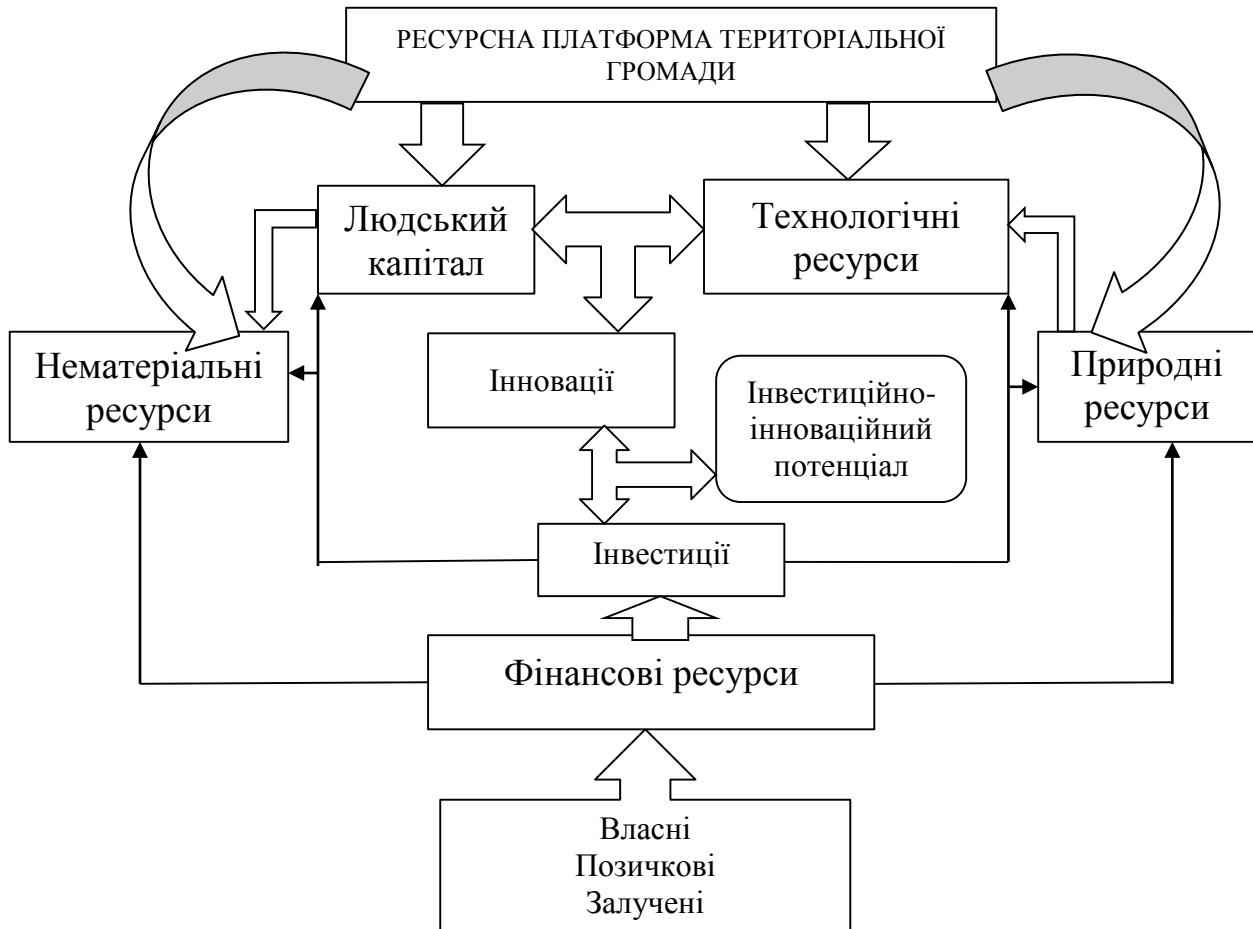 РЕСУРСНА ПЛАТФОРМА ТЕРИТОРІАЛЬНОЇ
ГРОМАДИ
Людський
капітал
Технологічні
ресурси
Нематеріальні
ресурси
Інновації
Інвестиційно-
інноваційний
потенціал
Природні
ресурси
Інвестиції
Фінансові ресурси
Власні
Позичкові
Залучені